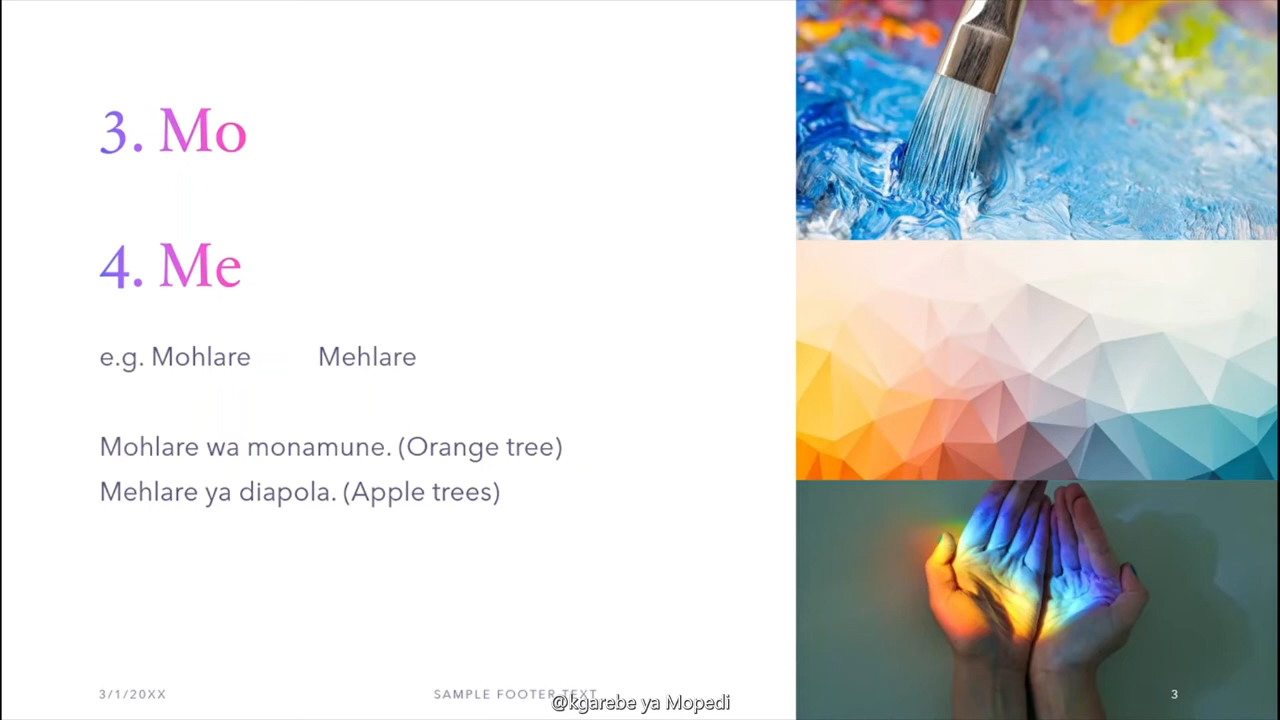 3. Mo
4. Me
e.g. Mohlare Mehlare
Mohlare wa monamune. (Orange tree)
Mehlare ya diapola. (Apple trees)
3/1/20XX
SAMPLE FOOTER TEXT
@kgarebe ya Mopedi
3